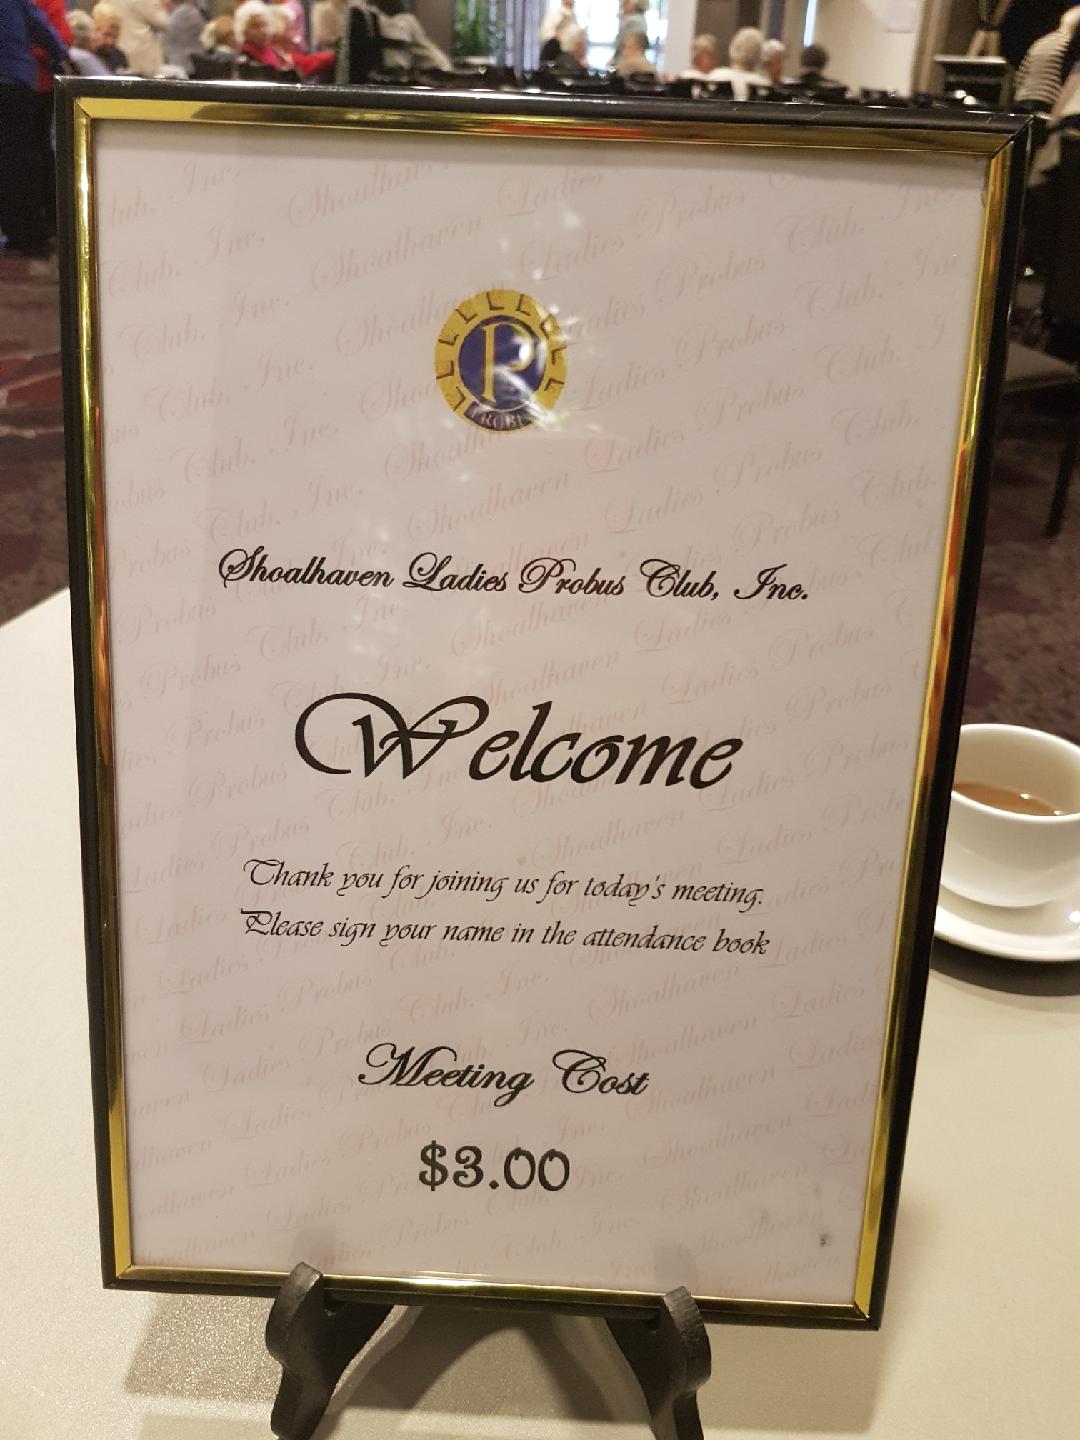 P
PROBUS
Shoalhaven Ladies Probus Club, Inc.
Welcome
Thank you for joining us for today's meeting.
Please sign your name in the attendance book
Meeting Cost
$3.00